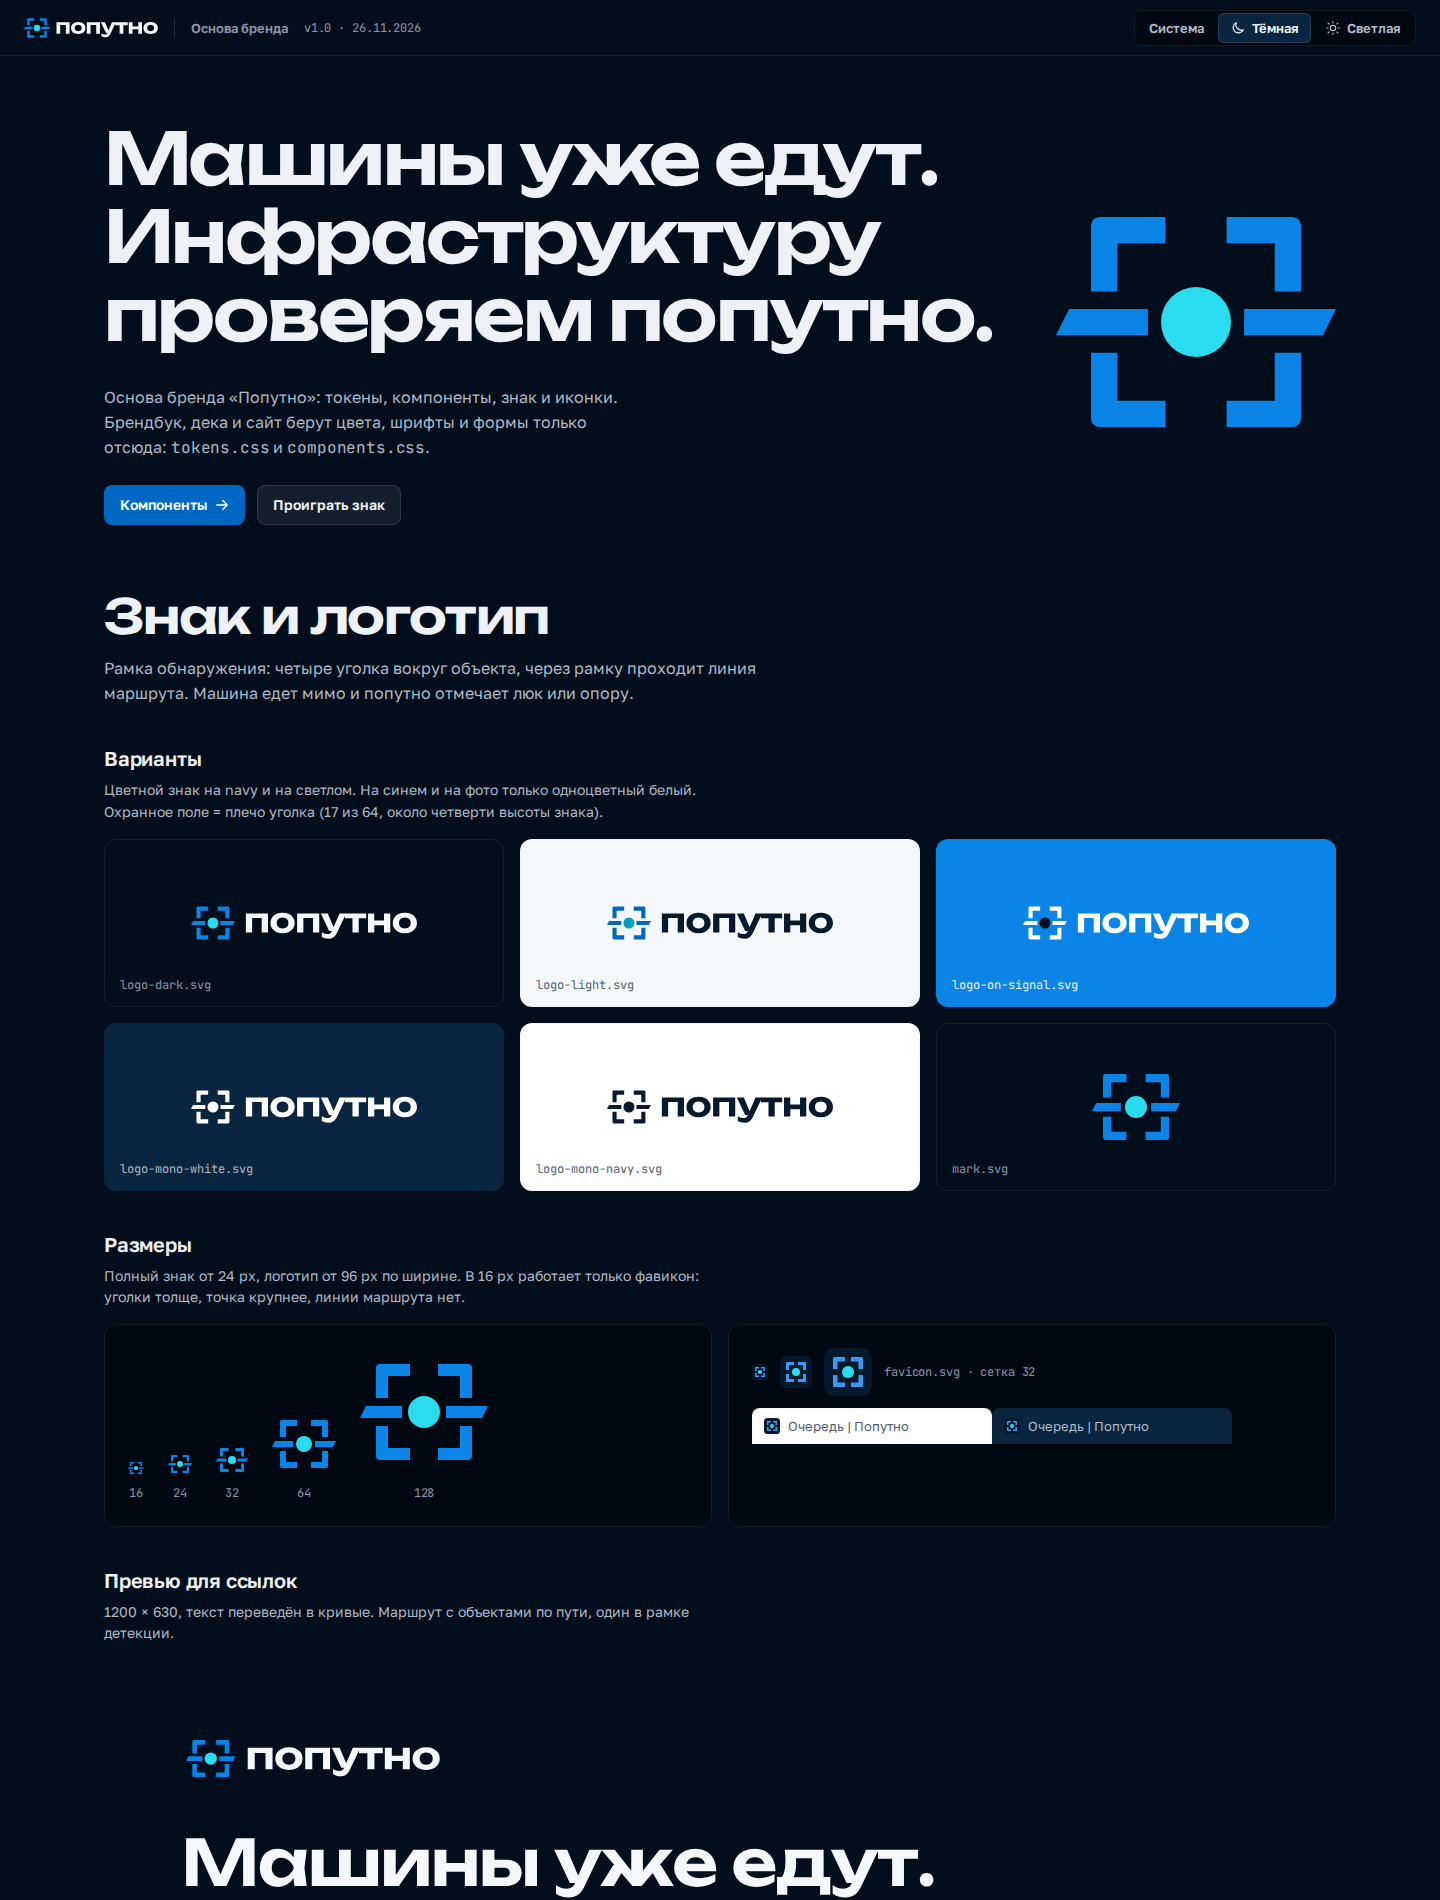 ПОПУТНО
Основа бренда
v1.0 · 26.11.2026
Система
Тёмная
Светлая
Машины уже едут.
Инфраструктуру
проверяем попутно.
Основа бренда «Попутно»: токены, компоненты, знак и иконки.
Брендбук, дека и сайт берут цвета, шрифты и формы только
отсюда: tokens.css и components.css.
Компоненты →
Проиграть знак
Знак и логотип
Рамка обнаружения: четыре уголка вокруг объекта, через рамку проходит линия
маршрута. Машина едет мимо и попутно отмечает люк или опору.
Варианты
Цветной знак на navy и на светлом. На синем и на фото только одноцветный белый.
Охранное поле = плечо уголка (17 из 64, около четверти высоты знака).
ПОПУТНО
logo-dark.svg
ПОПУТНО
logo-light.svg
ПОПУТНО
logo-on-signal.svg
ПОПУТНО
logo-mono-white.svg
ПОПУТНО
logo-mono-navy.svg
mark.svg
Размеры
Полный знак от 24 px, логотип от 96 px по ширине. В 16 px работает только фавикон:
уголки толще, точка крупнее, линии маршрута нет.
16
24
32
64
128
favicon.svg · сетка 32
Очередь | Попутно
Очередь | Попутно
Превью для ссылок
1200 × 630, текст переведён в кривые. Маршрут с объектами по пути, один в рамке
детекции.
ПОПУТНО
Машины уже едут.